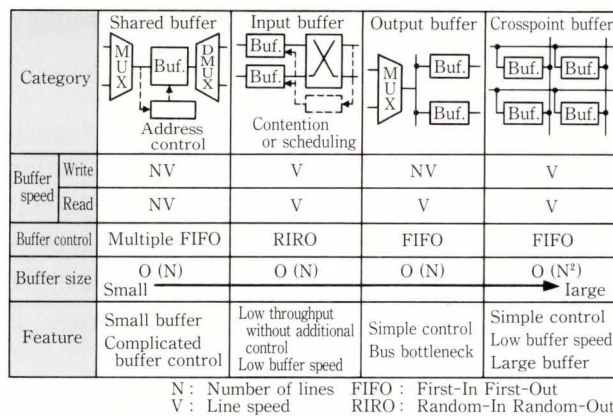 Category
Shared buffer
MUX
Buf.
DMUX
Address
control
Input buffer
Buf.
Buf.
Contention
or scheduling
Output buffer
MUX
Buf.
Buf.
Crosspoint buffer
Buf.
Buf.
Buf.
Buf.
Buffer speed Write NV V NV V
Read NV V V V
Buffer control Multiple FIFO RIRO FIFO FIFO
Buffer size O (N) O (N) O (N) O (N²)
Small large
Feature
Small buffer
Complicated
buffer control
Low throughput
without additional
control
Low buffer speed
Simple control
Bus bottleneck
Simple control
Low buffer speed
Large buffer
N : Number of lines FIFO : First-In First-Out
V : Line speed RIRO : Random-In Random-Out